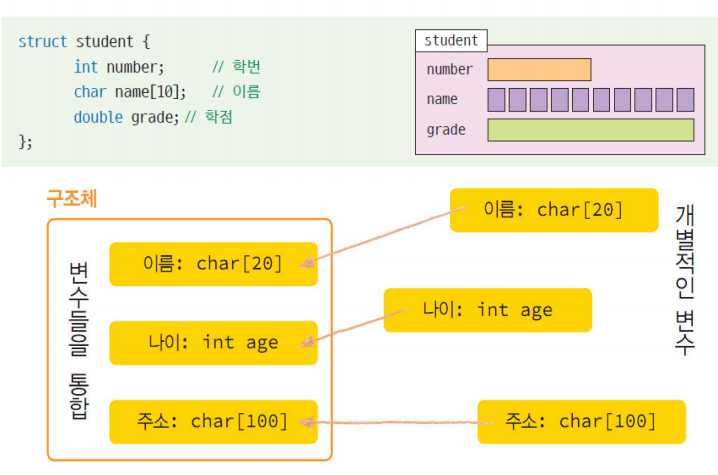 struct student {
int number; // 학번
char name[10]; // 이름
double grade; // 학점
};
student
number
name
grade
구조체
변수들을 통합
이름: char[20]
나이: int age
주소: char[100]
이름: char[20]
나이: int age
주소: char[100]
개별적인 변수